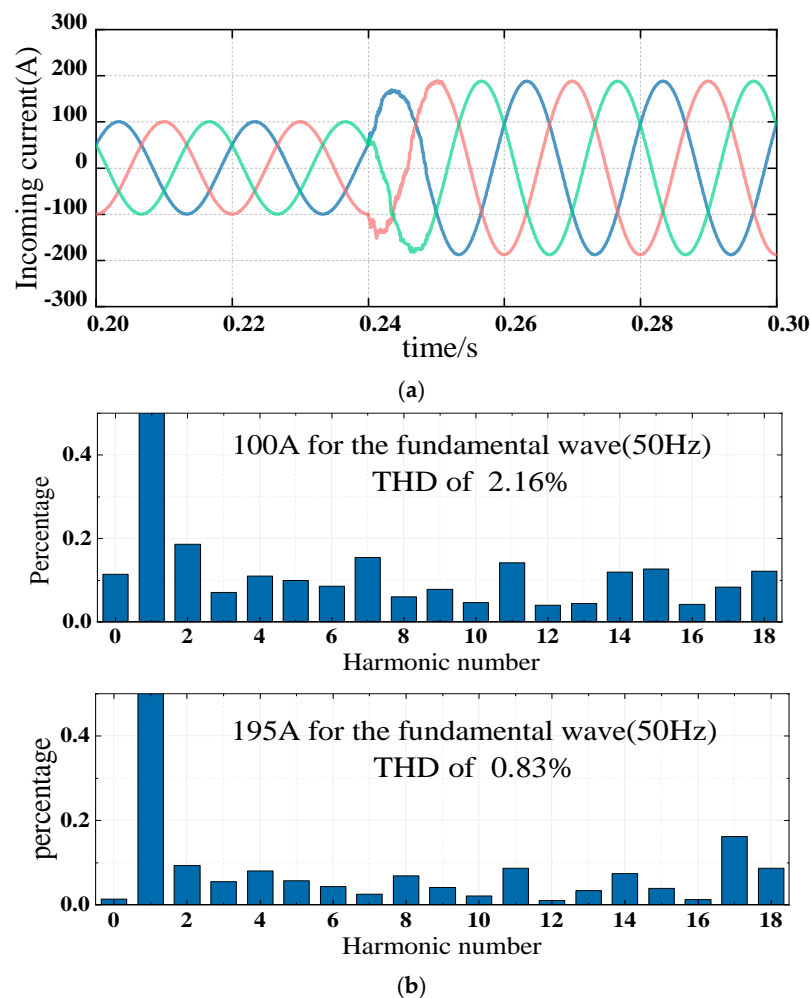 300
200
100
0
-100
-200
-300
Incoming current(A)
0.20 0.22 0.24 0.26 0.28 0.30
time/s
(a)
0.4
0.2
0.0
Percentage
100A for the fundamental wave(50Hz)
THD of 2.16%
0 2 4 6 8 10 12 14 16 18
Harmonic number
0.4
0.2
0.0
percentage
195A for the fundamental wave(50Hz)
THD of 0.83%
0 2 4 6 8 10 12 14 16 18
Harmonic number
(b)